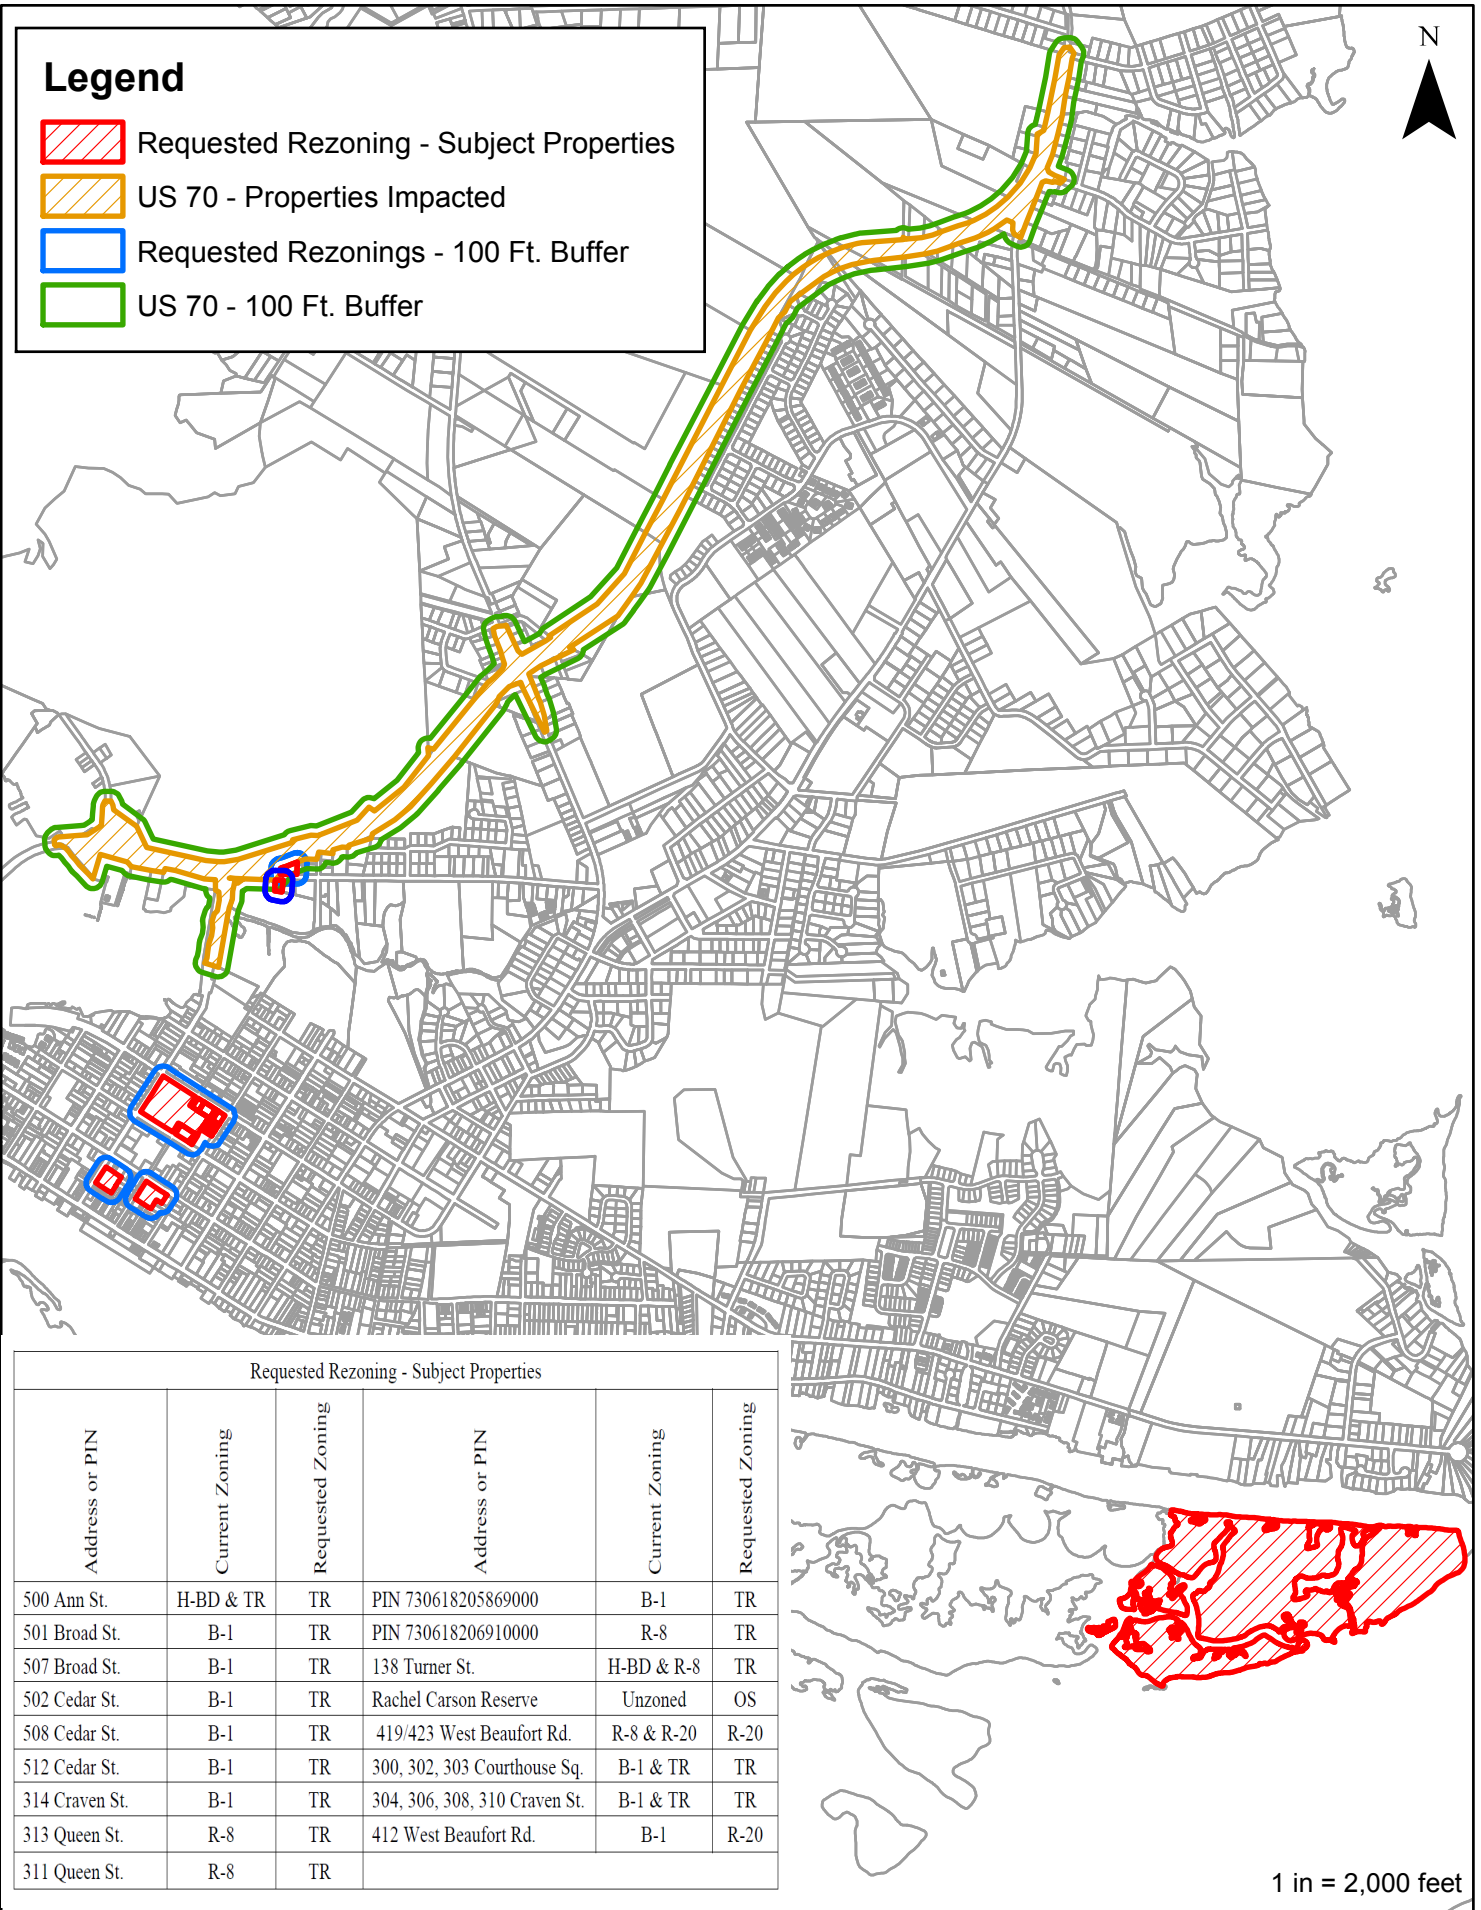 Legend
Requested Rezoning - Subject Properties
US 70 - Properties Impacted
Requested Rezonings - 100 Ft. Buffer
US 70 - 100 Ft. Buffer
N
Requested Rezoning - Subject Properties
Address or PIN Current Zoning Requested Zoning Address or PIN Current Zoning Requested Zoning
500 Ann St. H-BD & TR TR PIN 730618205869000 B-1 TR
501 Broad St. B-1 TR PIN 730618206910000 R-8 TR
507 Broad St. B-1 TR 138 Turner St. H-BD & R-8 TR
502 Cedar St. B-1 TR Rachel Carson Reserve Unzoned OS
508 Cedar St. B-1 TR 419/423 West Beaufort Rd. R-8 & R-20 R-20
512 Cedar St. B-1 TR 300, 302, 303 Courthouse Sq. B-1 & TR TR
314 Craven St. B-1 TR 304, 306, 308, 310 Craven St. B-1 & TR TR
313 Queen St. R-8 TR 412 West Beaufort Rd. B-1 R-20
311 Queen St. R-8 TR
1 in = 2,000 feet